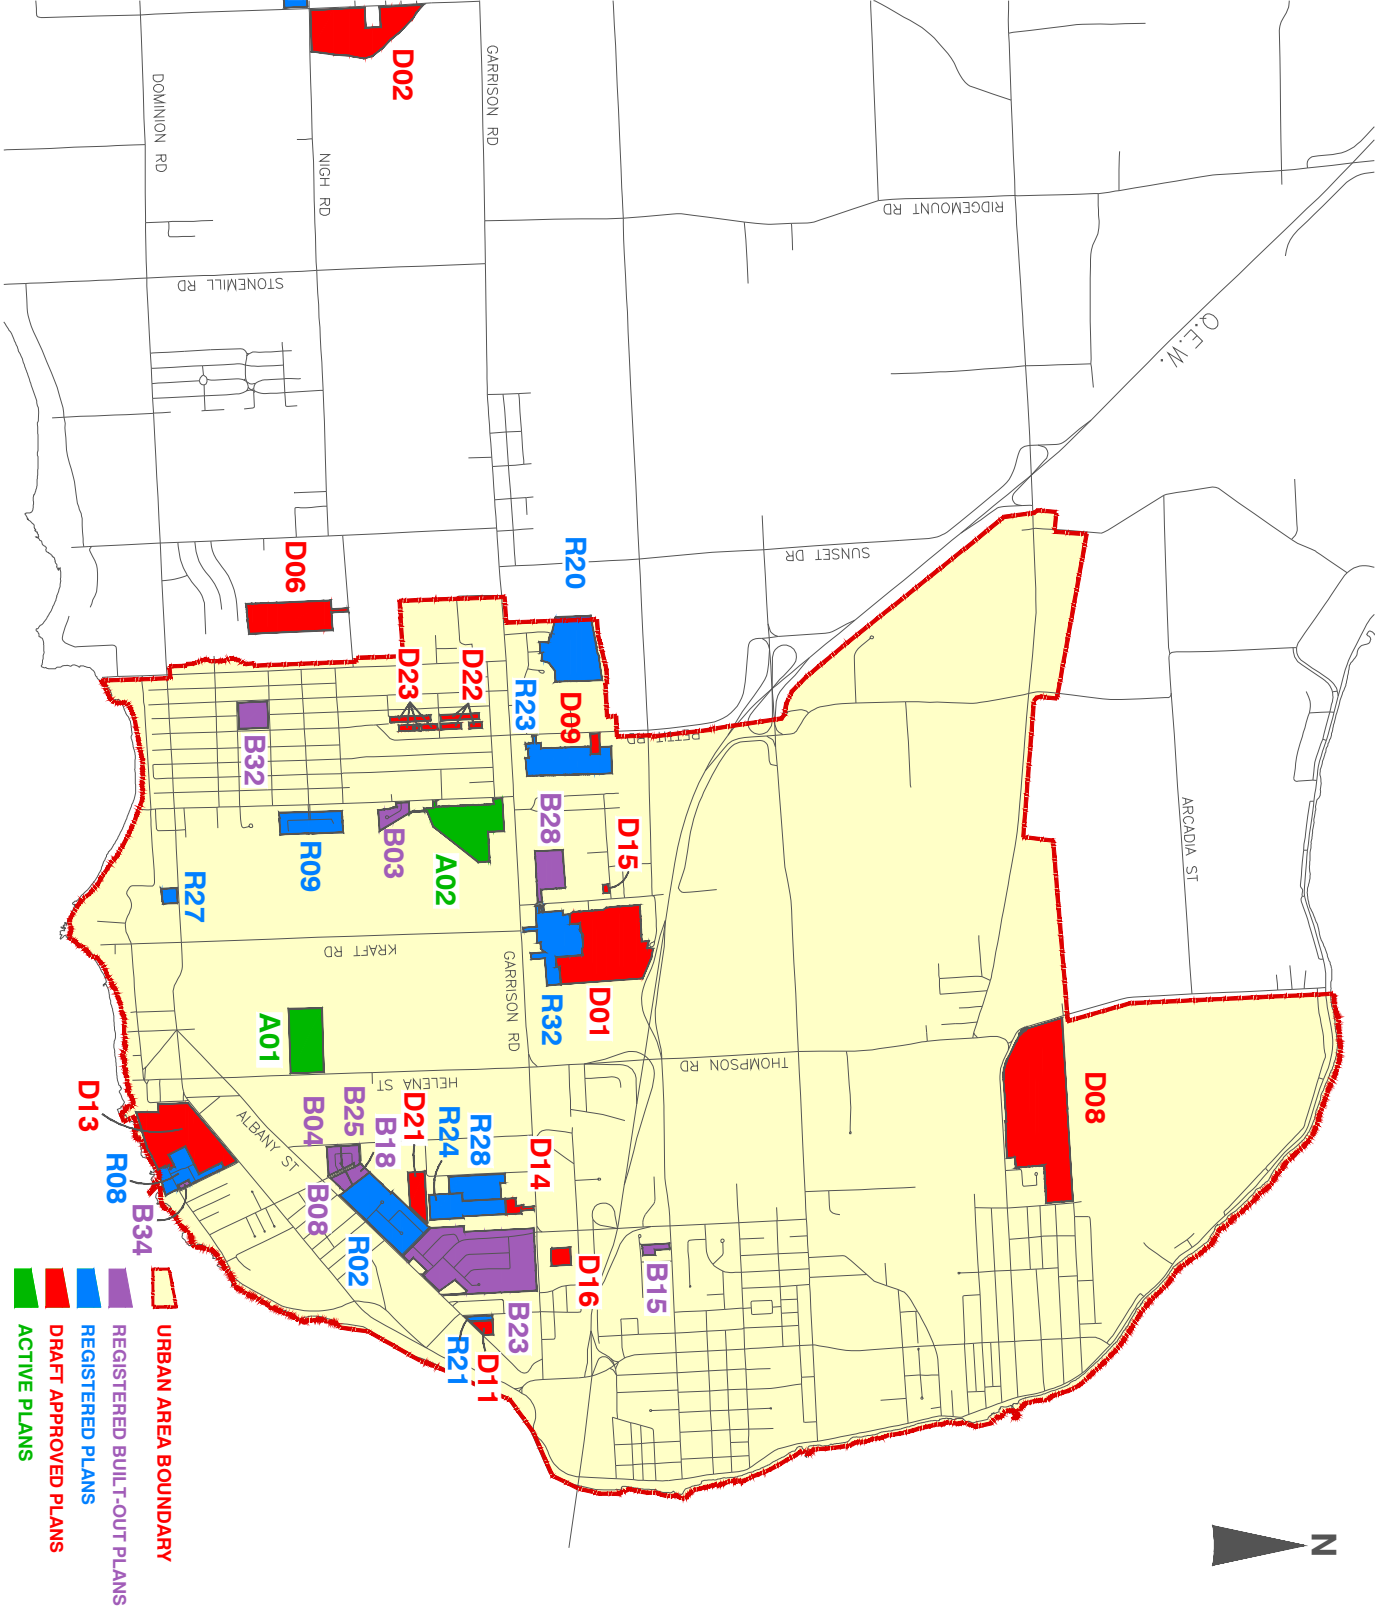 D02
GARRISON RD
DOMINION RD
NIGH RD
RIDGEMOUNT RD
STONEMILL RD
Q.E.W.
SUNSET DR
D06
R20
D23
D22
R23
D09
PETTIT RD
B32
B28
D15
B03
A02
R09
R27
ARCADIA ST
KRAFT RD
GARRISON RD
R32
D01
A01
THOMPSON RD
HELENA ST
D08
D13
ALBANY ST
B04
B25
B18
D21
R24
R28
D14
R08
B34
B08
R02
D16
B15
B23
R21
D11
URBAN AREA BOUNDARY
REGISTERED BUILT-OUT PLANS
REGISTERED PLANS
DRAFT APPROVED PLANS
ACTIVE PLANS
N